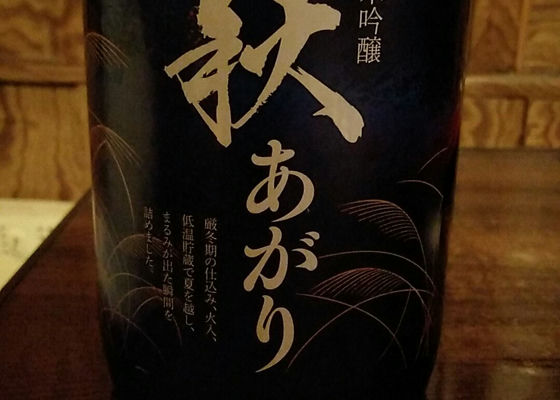 吟醸
秋あがり
厳冬期の仕込み、火入、
低温貯蔵で夏を越し、
まるみが出た瞬間を
詰めました。